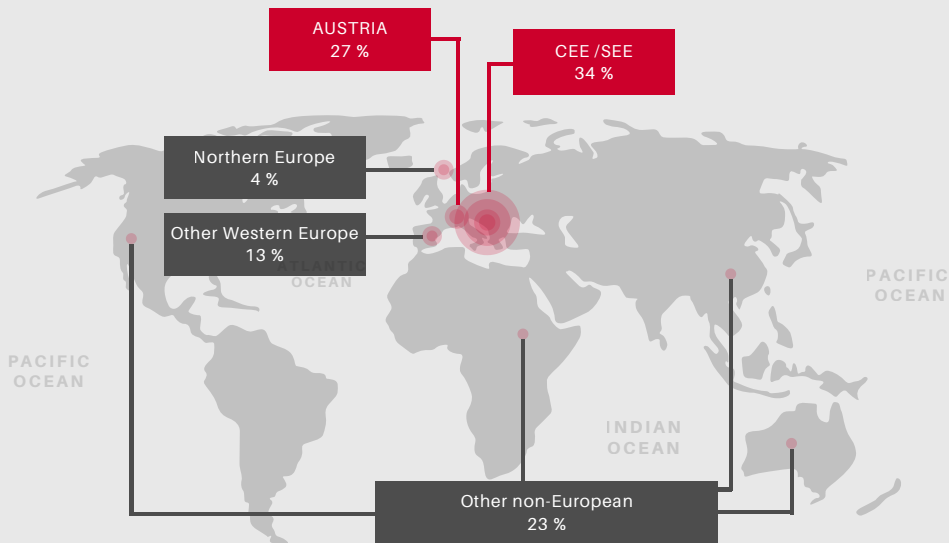 AUSTRIA
27 %
CEE /SEE
34 %
Northern Europe
4 %
Other Western Europe
13 %
ATLANTIC
OCEAN
PACIFIC
OCEAN
PACIFIC
OCEAN
INDIAN
OCEAN
Other non-European
23 %